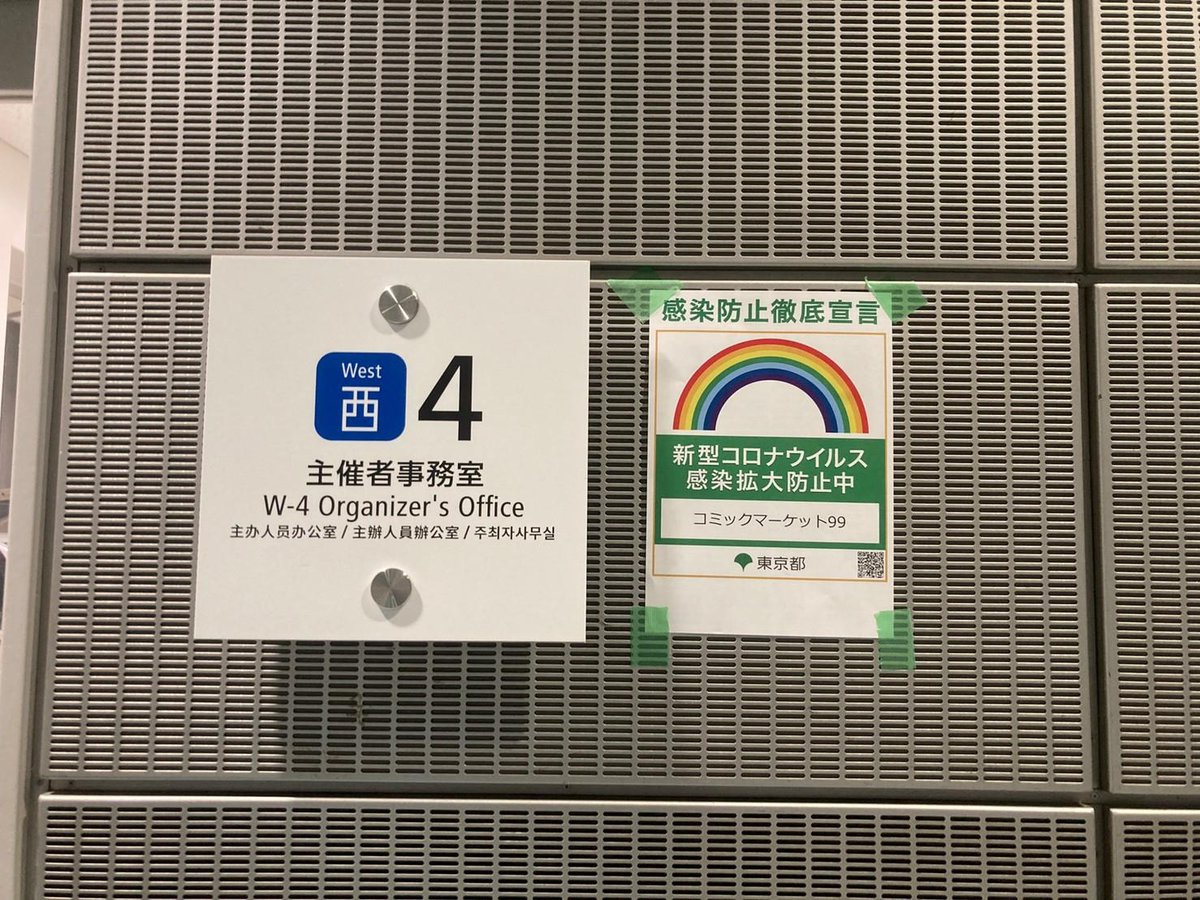 West
西 4
主催者事務室
W-4 Organizer's Office
主办人员办公室 / 主辦人員辦公室 / 주최자사무실
感染防止徹底宣言
新型コロナウイルス
感染拡大防止中
コミックマーケット99
東京都